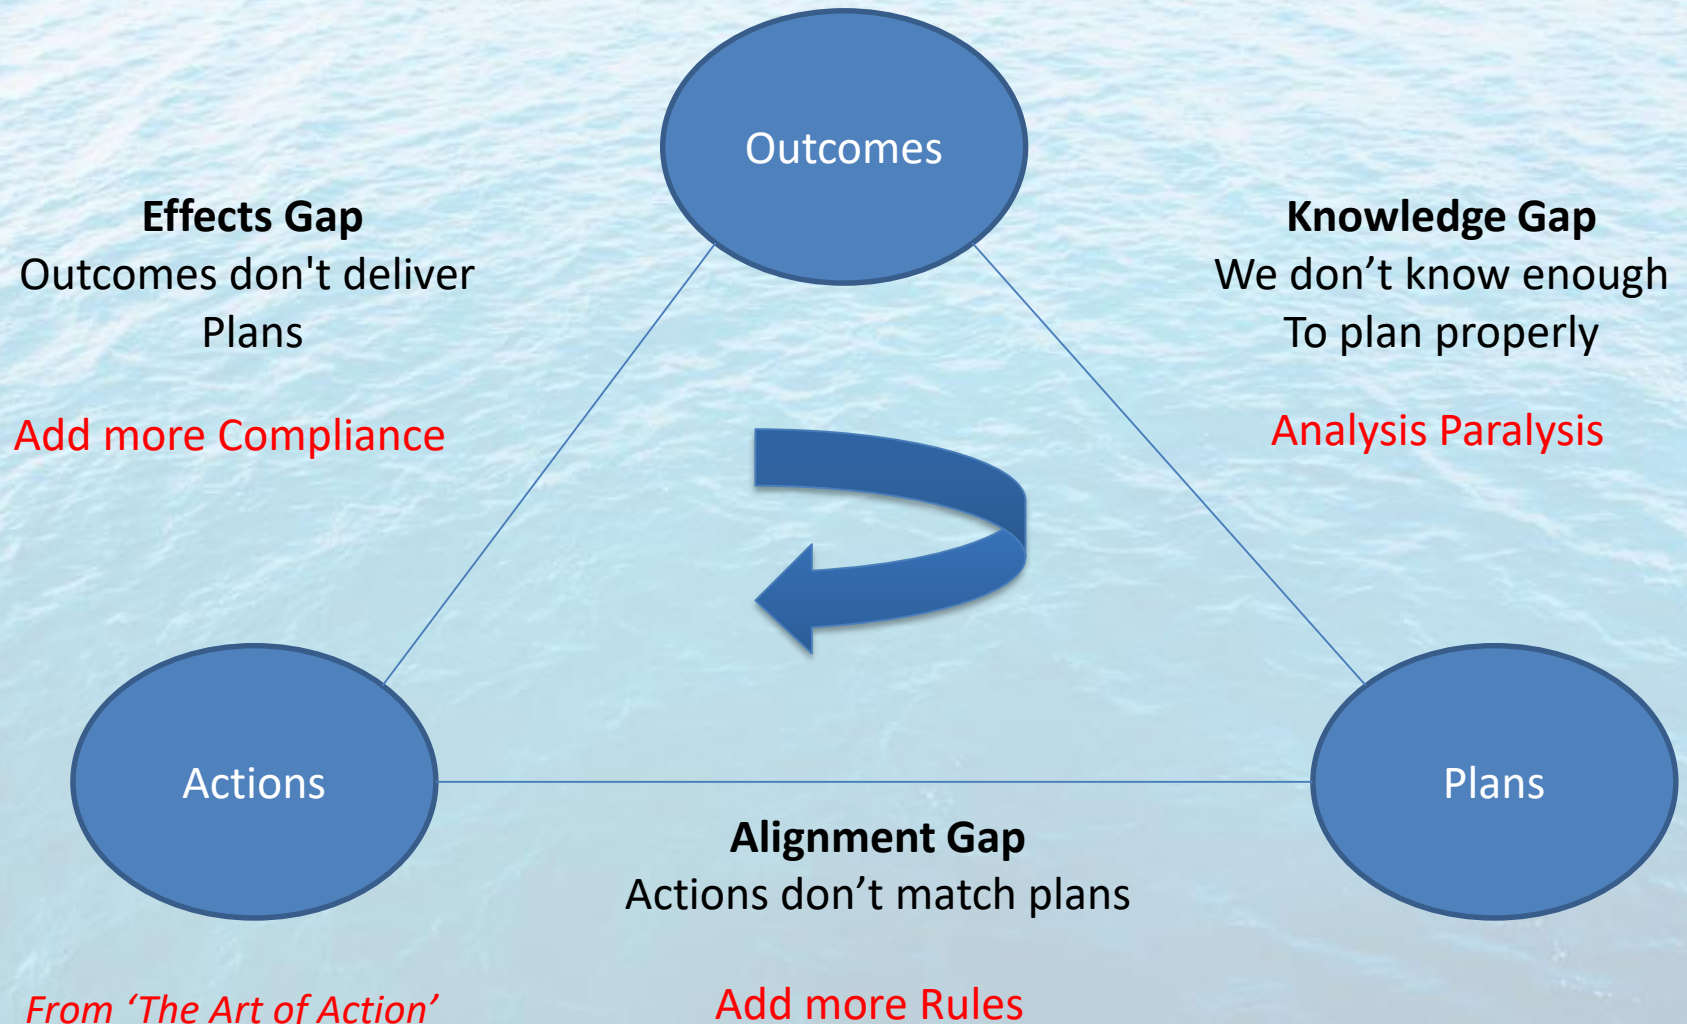 Outcomes
Effects Gap
Outcomes don't deliver
Plans
Add more Compliance
Knowledge Gap
We don’t know enough
To plan properly
Analysis Paralysis
Actions
Plans
Alignment Gap
Actions don’t match plans
Add more Rules
From ‘The Art of Action’